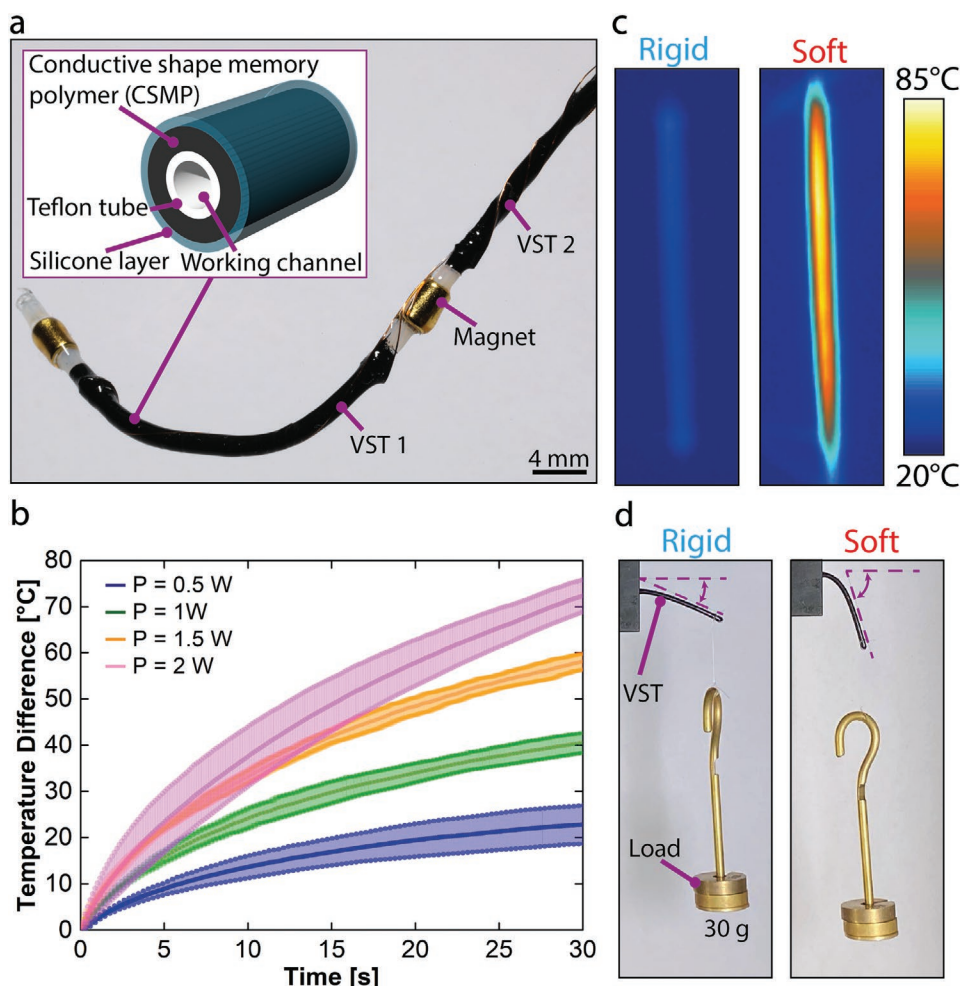 a
Conductive shape memory
polymer (CSMP)
Teflon tube
Silicone layer
Working channel
VST 2
Magnet
VST 1
4 mm
b
Temperature Difference [°C]
80
70
60
50
40
30
20
10
0
P = 0.5 W
P = 1W
P = 1.5 W
P = 2 W
0
5
10
15
20
25
30
Time [s]
c
Rigid
Soft
85°C
20°C
d
Rigid
Soft
VST
Load
30 g